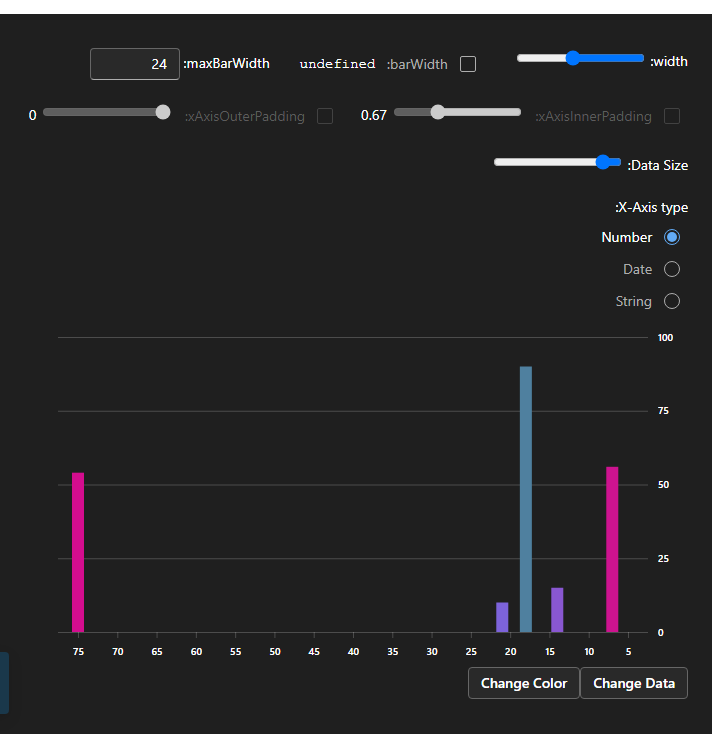 :width
undefined :barWidth
24 :maxBarWidth
:xAxisInnerPadding
0.67
:xAxisOuterPadding
0
:Data Size
:X-Axis type
Number
Date
String
100
75
50
25
0
75 70 65 60 55 50 45 40 35 30 25 20 15 10 5
Change Color Change Data